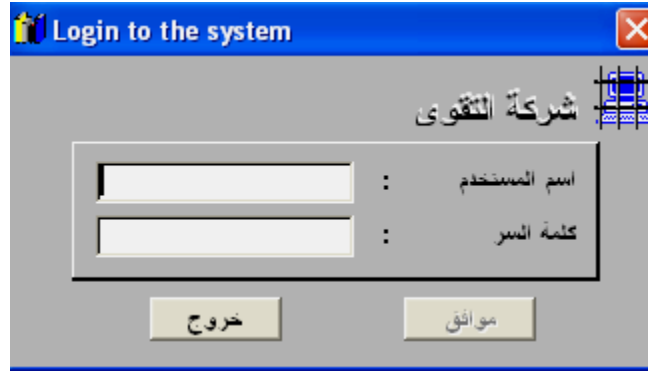 Login to the system
شركة التقوى
اسم المستخدم :
كلمة السر :
موافق خروج